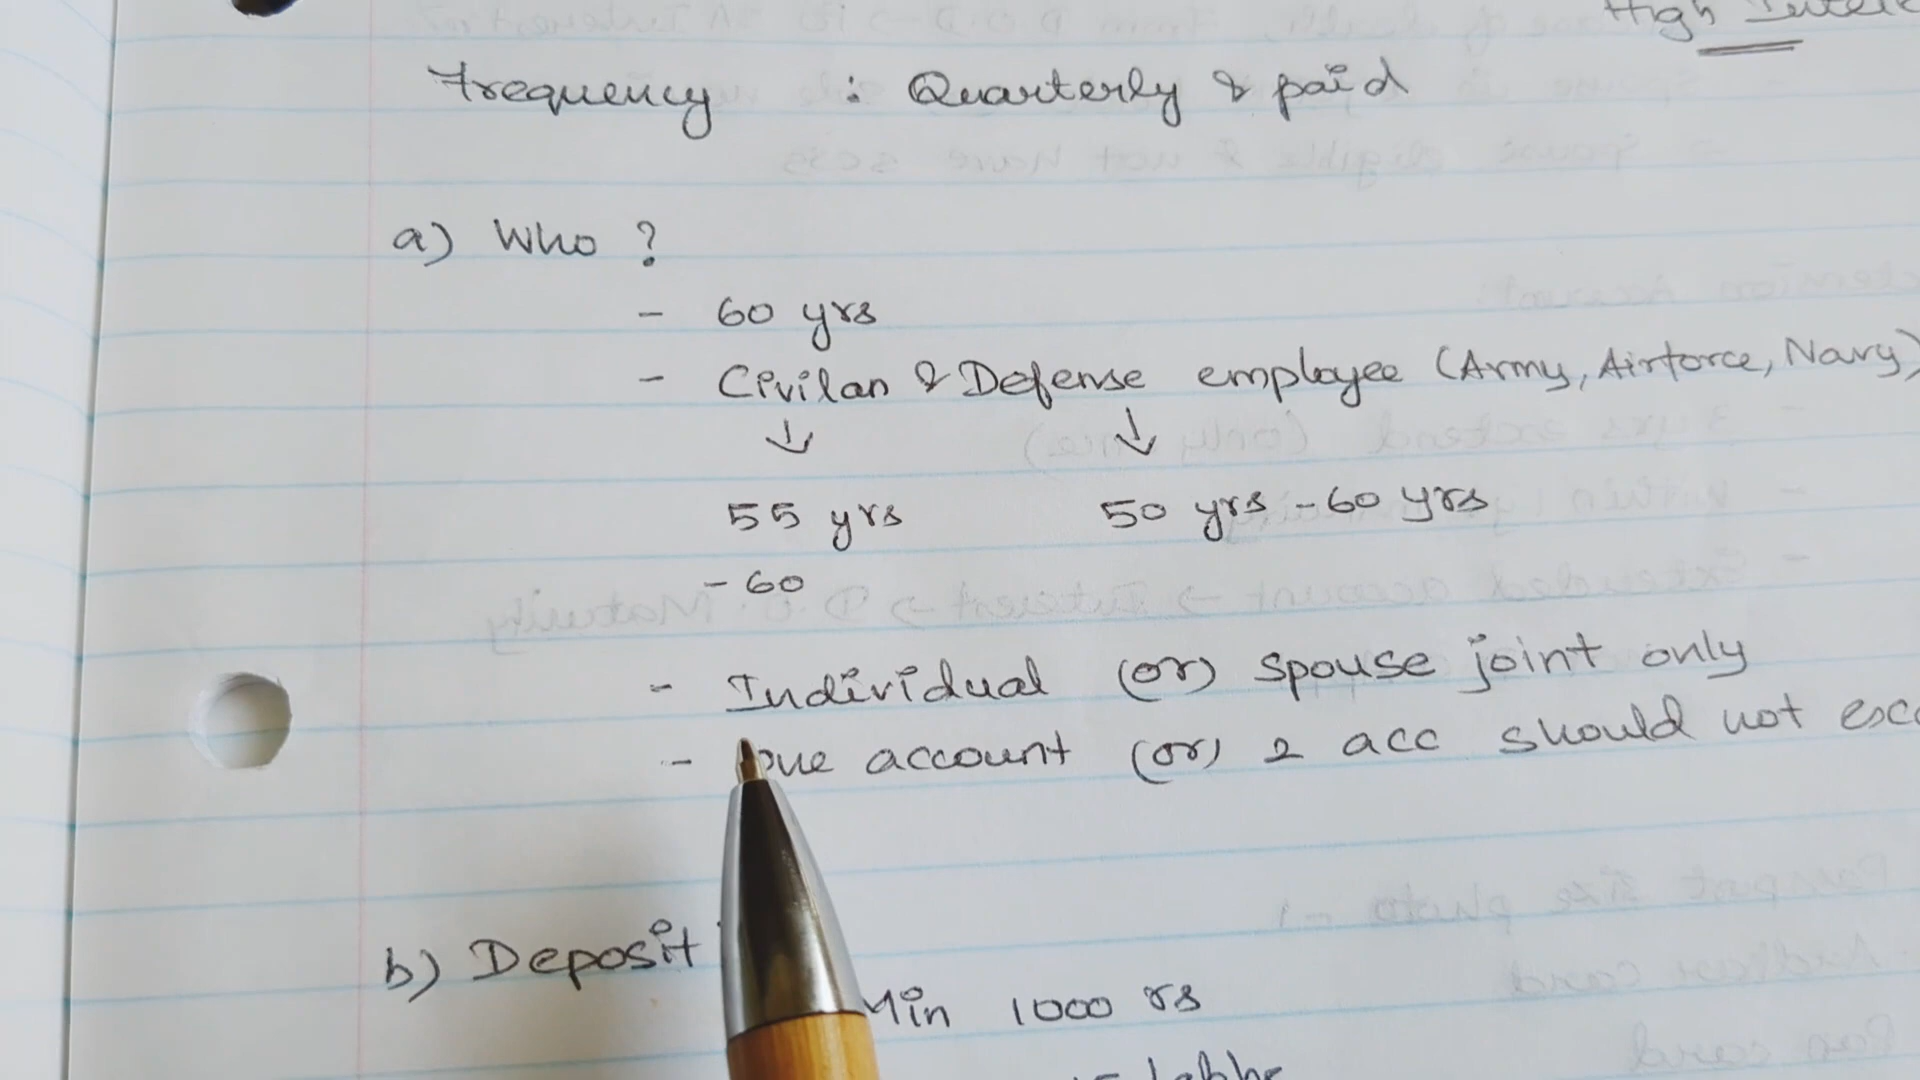 High
Frequency : Quarterly & paid
a) Who ?
- 60 yrs
- Civilan & Defense employee (Army, Airforce, Navy)
↓ ↓
55 yrs 50 yrs - 60 yrs
- 60
- Individual (or) spouse joint only
- One account (or) 2 acc should not
b) Deposit
Min 1000 rs